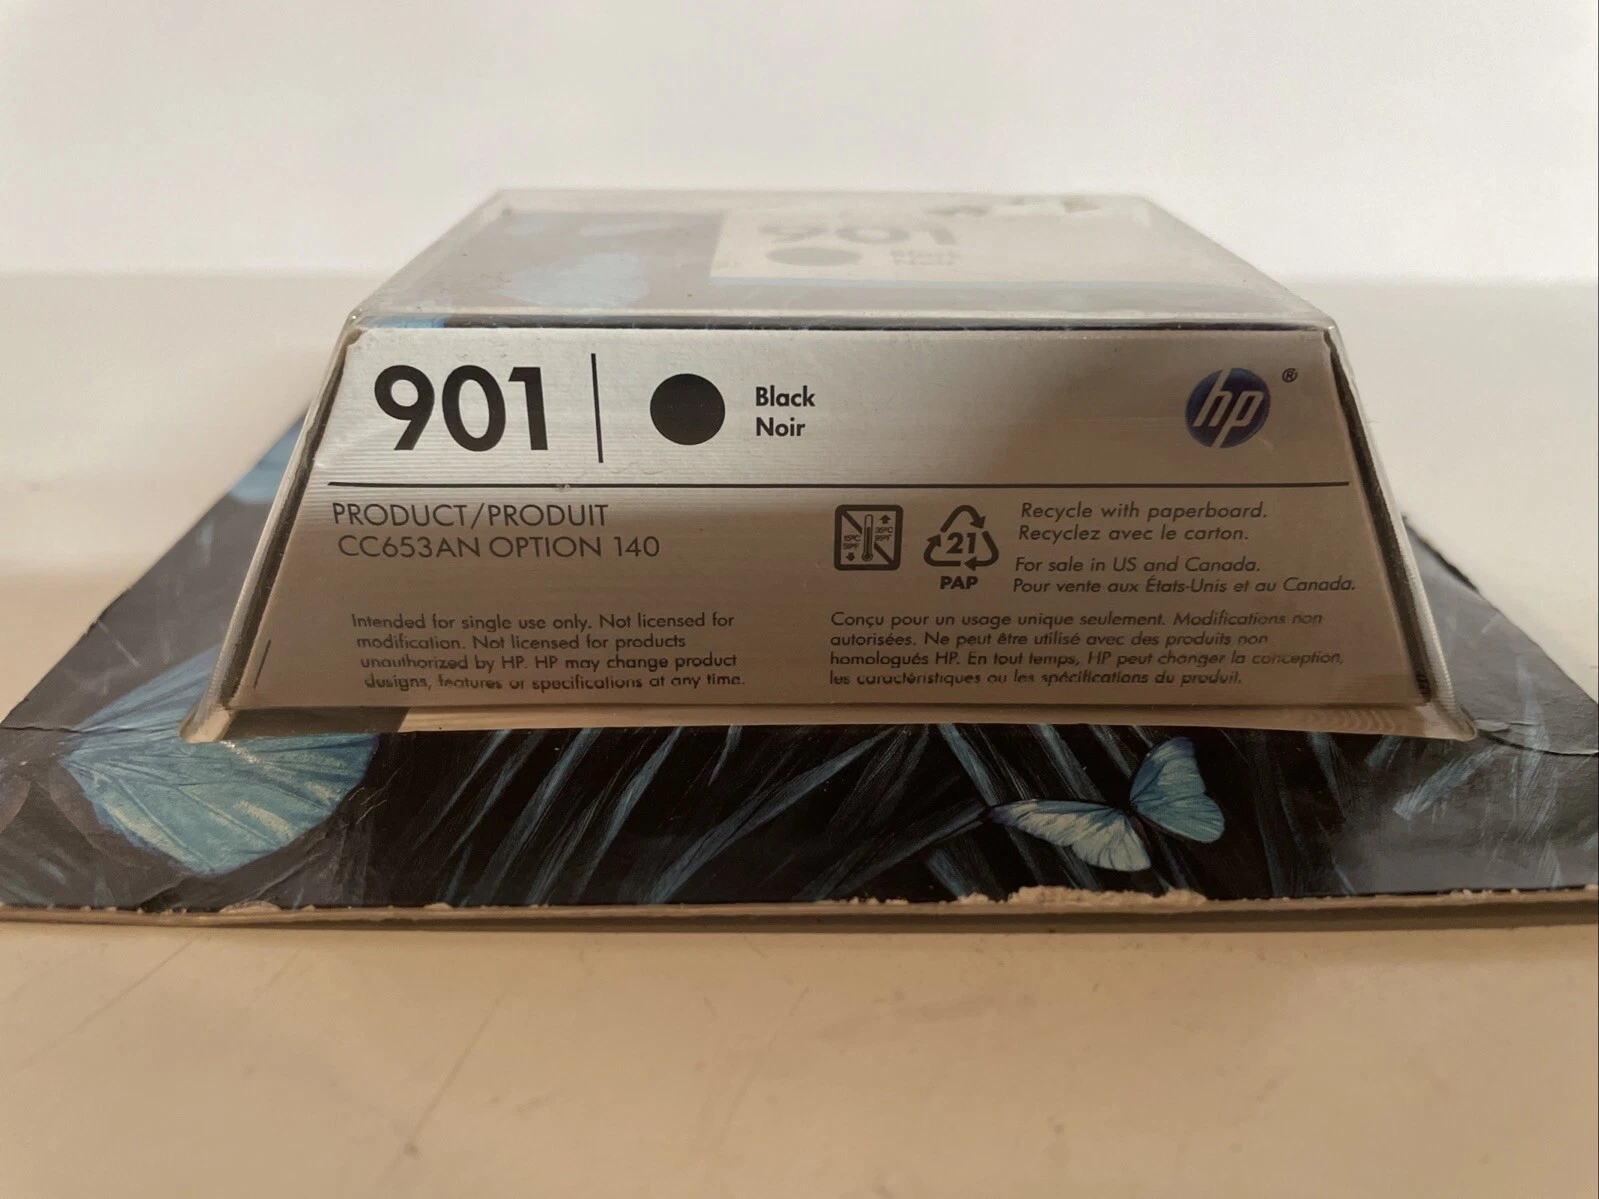 901
901
Black
Noir
hp®
PRODUCT/PRODUIT
CC653AN OPTION 140
21
PAP
Recycle with paperboard.
Recyclez avec le carton.
For sale in US and Canada.
Pour vente aux États-Unis et au Canada.
Intended for single use only. Not licensed for
modification. Not licensed for products
unauthorized by HP. HP may change product
designs, features or specifications at any time.
Conçu pour un usage unique seulement. Modifications non
autorisées. Ne peut être utilisé avec des produits non
homologués HP. En tout temps, HP peut changer la conception,
les caractéristiques ou les spécifications du produit.